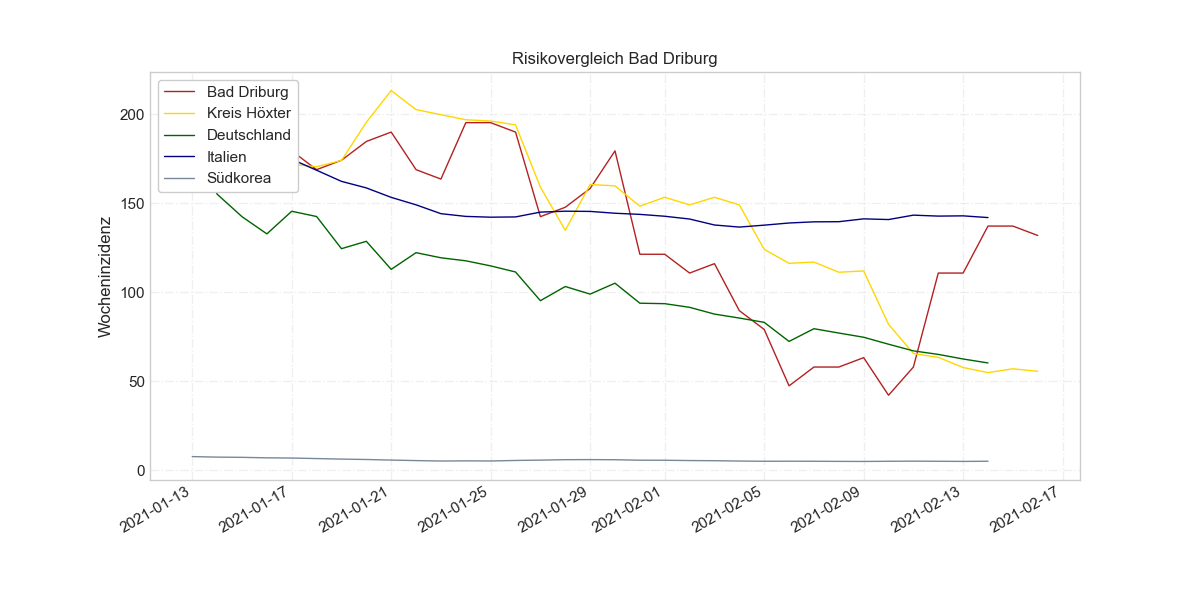 Risikovergleich Bad Driburg
Bad Driburg
Kreis Höxter
Deutschland
Italien
Südkorea
Wocheninzidenz
200
150
100
50
0
2021-01-13
2021-01-17
2021-01-21
2021-01-25
2021-01-29
2021-02-01
2021-02-05
2021-02-09
2021-02-13
2021-02-17